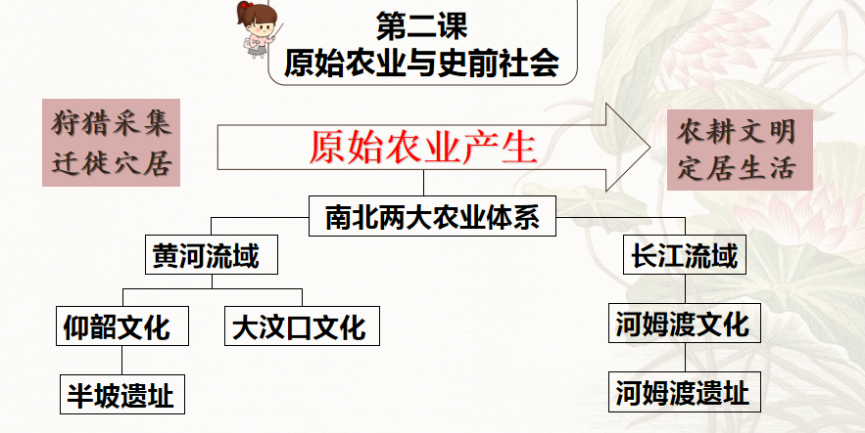 第二课
原始农业与史前社会
狩猎采集
迁徙穴居
原始农业产生
农耕文明
定居生活
南北两大农业体系
黄河流域
长江流域
仰韶文化
大汶口文化
河姆渡文化
半坡遗址
河姆渡遗址